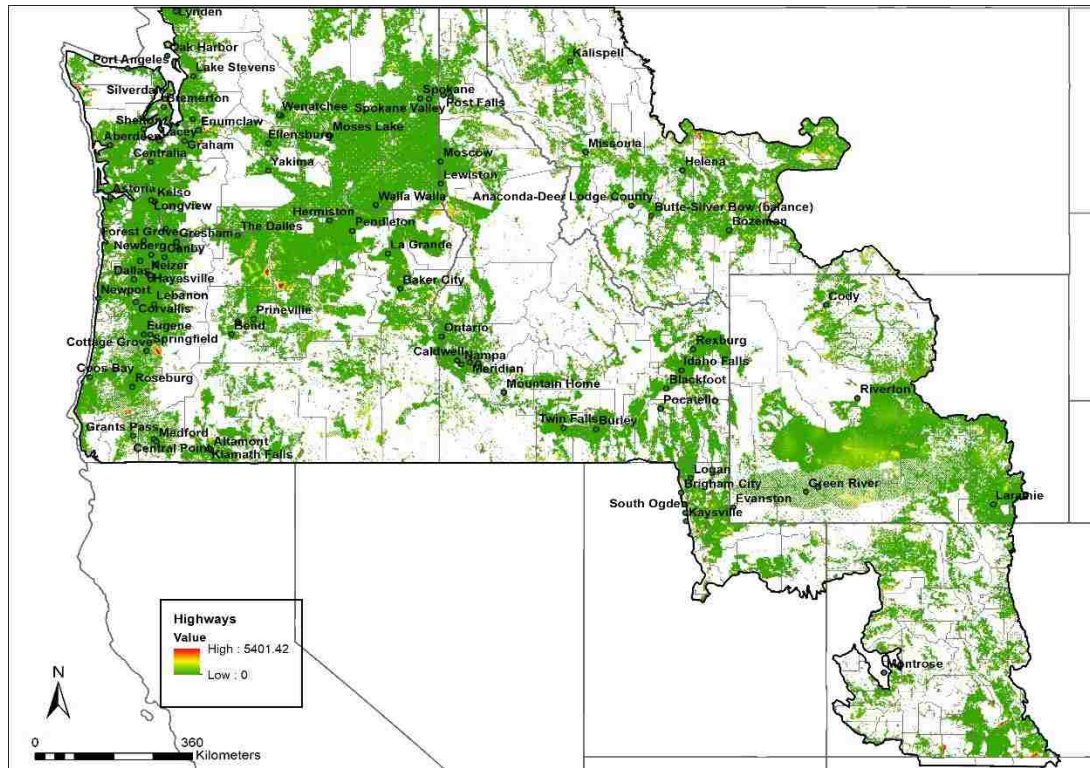 Lynden
Oak Harbor
Port Angeles
Lake Stevens
Kalispell
Silverdale
Spokane
Bremerton
Wenatchee
Spokane Valley
Post Falls
Shelton
Enumclaw
Moses Lake
Aberdeen
Lacey
Ellensburg
Graham
Centralia
Moscow
Missoula
Yakima
Helena
Lewiston
Astoria
Kelso
Walla Walla
Anaconda-Deer Lodge County
Longview
Hermiston
Butte-Silver Bow (balance)
Pendleton
Forest Grove
Gresham
The Dalles
Bozeman
Newberg
Canby
La Grande
Keizer
Dallas
Hayesville
Baker City
Newport
Lebanon
Cody
Corvallis
Prineville
Eugene
Bend
Ontario
Cottage Grove
Springfield
Rexburg
Caldwell
Nampa
Idaho Falls
Meridian
Coos Bay
Roseburg
Mountain Home
Blackfoot
Riverton
Pocatello
Twin Falls
Burley
Grants Pass
Medford
Altamont
Central Point
Klamath Falls
Logan
Brigham City
Green River
South Ogden
Evanston
Laramie
Kaysville
Highways
Value
High : 5401.42
Low : 0
Montrose
N
0
360
Kilometers